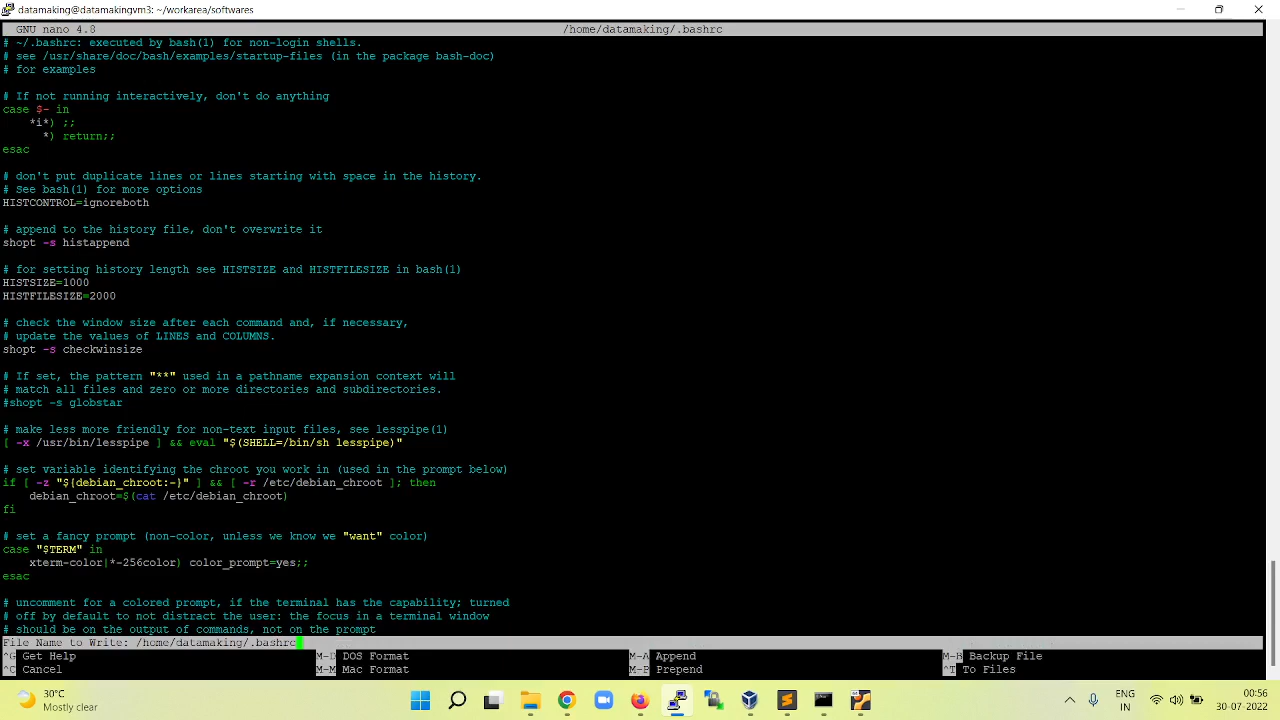 datamaking@datamakingvm3: ~/workarea/softwares
GNU nano 4.8 /home/datamaking/.bashrc
# ~/.bashrc: executed by bash(1) for non-login shells.
# see /usr/share/doc/bash/examples/startup-files (in the package bash-doc)
# for examples
# If not running interactively, don't do anything
case $- in
*i*) ;;
*) return;;
esac
# don't put duplicate lines or lines starting with space in the history.
# See bash(1) for more options
HISTCONTROL=ignoreboth
# append to the history file, don't overwrite it
shopt -s histappend
# for setting history length see HISTSIZE and HISTFILESIZE in bash(1)
HISTSIZE=1000
HISTFILESIZE=2000
# check the window size after each command and, if necessary,
# update the values of LINES and COLUMNS.
shopt -s checkwinsize
# If set, the pattern "**" used in a pathname expansion context will
# match all files and zero or more directories and subdirectories.
#shopt -s globstar
# make less more friendly for non-text input files, see lesspipe(1)
[ -x /usr/bin/lesspipe ] && eval "$(SHELL=/bin/sh lesspipe)"
# set variable identifying the chroot you work in (used in the prompt below)
if [ -z "${debian_chroot:-}" ] && [ -r /etc/debian_chroot ]; then
debian_chroot=$(cat /etc/debian_chroot)
fi
# set a fancy prompt (non-color, unless we know we "want" color)
case "$TERM" in
xterm-color|*-256color) color_prompt=yes;;
esac
# uncomment for a colored prompt, if the terminal has the capability; turned
# off by default to not distract the user: the focus in a terminal window
# should be on the output of commands, not on the prompt
File Name to Write: /home/datamaking/.bashrc
^G Get Help M-D DOS Format M-A Append M-B Backup File
^C Cancel M-M Mac Format M-P Prepend ^T To Files
30°C
Mostly clear
ENG
IN
00:56
30-07-2022